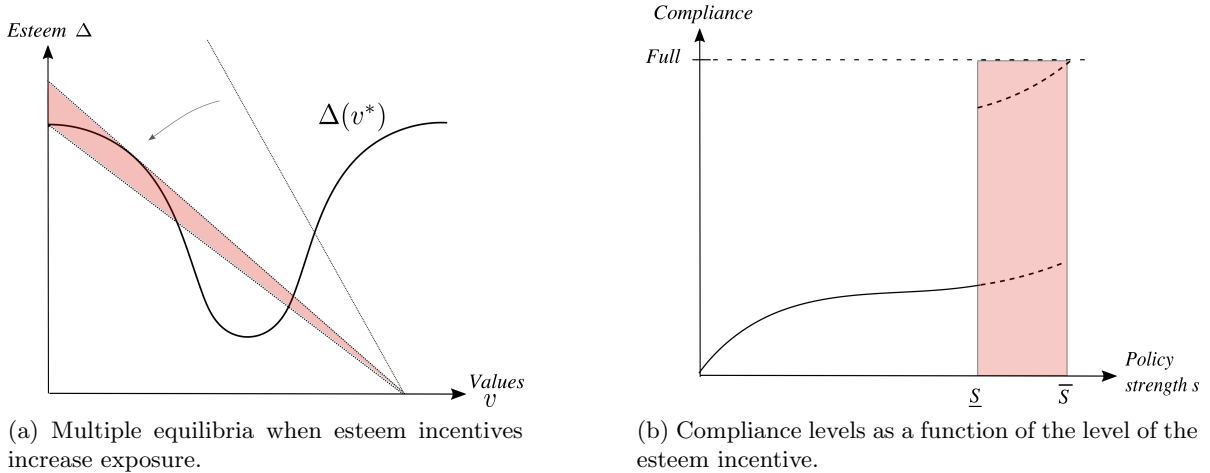 Esteem Δ
Δ(v*)
Values
v
(a) Multiple equilibria when esteem incentives
increase exposure.
Compliance
Full
Policy
strength s
S S
(b) Compliance levels as a function of the level of the
esteem incentive.